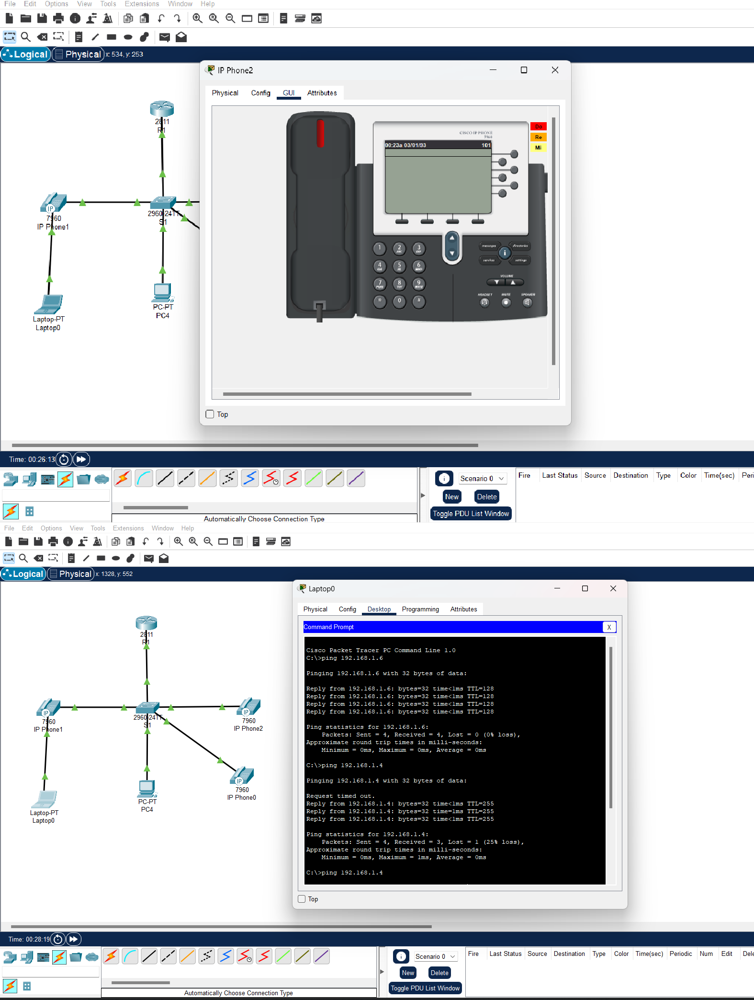 File Edit Options View Tools Extensions Window Help
Logical Physical x: 534, y: 253
IP Phone2
Physical Config GUI Attributes
CISCO IP PHONE
7960
Do
Re
Mi
00:23a 03/01/93 101
2811
R1
IP
7960
IP Phone1
2960-24TT
S1
1 2 ABC 3 DEF
4 GHI 5 JKL 6 MNO
7 PQRS 8 TUV 9 WXYZ
* 0 #
messages directories
i
services settings
VOLUME
HEADSET MUTE SPEAKER
PC-PT
PC4
Laptop-PT
Laptop0
Top
Time: 00:26:13
Scenario 0
New Delete
Toggle PDU List Window
Fire Last Status Source Destination Type Color Time(sec) Peri
Automatically Choose Connection Type
File Edit Options View Tools Extensions Window Help
Logical Physical x: 1328, y: 552
Laptop0
Physical Config Desktop Programming Attributes
Command Prompt X
Cisco Packet Tracer PC Command Line 1.0
C:\>ping 192.168.1.6
Pinging 192.168.1.6 with 32 bytes of data:
Reply from 192.168.1.6: bytes=32 time<1ms TTL=128
Reply from 192.168.1.6: bytes=32 time<1ms TTL=128
Reply from 192.168.1.6: bytes=32 time<1ms TTL=128
Reply from 192.168.1.6: bytes=32 time<1ms TTL=128
Ping statistics for 192.168.1.6:
Packets: Sent = 4, Received = 4, Lost = 0 (0% loss),
Approximate round trip times in milli-seconds:
Minimum = 0ms, Maximum = 0ms, Average = 0ms
C:\>ping 192.168.1.4
Pinging 192.168.1.4 with 32 bytes of data:
Request timed out.
Reply from 192.168.1.4: bytes=32 time<1ms TTL=255
Reply from 192.168.1.4: bytes=32 time=1ms TTL=255
Reply from 192.168.1.4: bytes=32 time<1ms TTL=255
Ping statistics for 192.168.1.4:
Packets: Sent = 4, Received = 3, Lost = 1 (25% loss),
Approximate round trip times in milli-seconds:
Minimum = 0ms, Maximum = 1ms, Average = 0ms
C:\>ping 192.168.1.4
Top
2811
R1
IP
7960
IP Phone1
2960-24TT
S1
IP
7960
IP Phone2
IP
7960
IP Phone0
PC-PT
PC4
Laptop-PT
Laptop0
Time: 00:28:19
Scenario 0
New Delete
Toggle PDU List Window
Fire Last Status Source Destination Type Color Time(sec) Periodic Num Edit Dele
Automatically Choose Connection Type